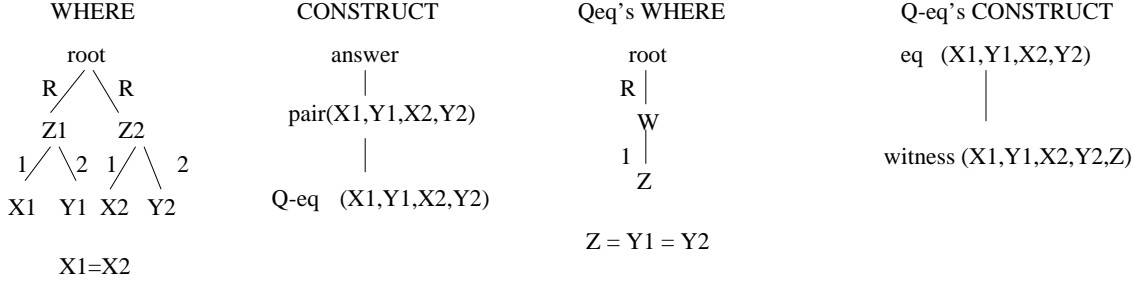 WHERE CONSTRUCT Qeq's WHERE Q-eq's CONSTRUCT
root answer root eq (X1,Y1,X2,Y2)
R R R
pair(X1,Y1,X2,Y2)
Z1 Z2 W
1 2 1 2 1 witness (X1,Y1,X2,Y2,Z)
Z
X1 Y1 X2 Y2 Q-eq (X1,Y1,X2,Y2)
Z = Y1 = Y2
X1=X2